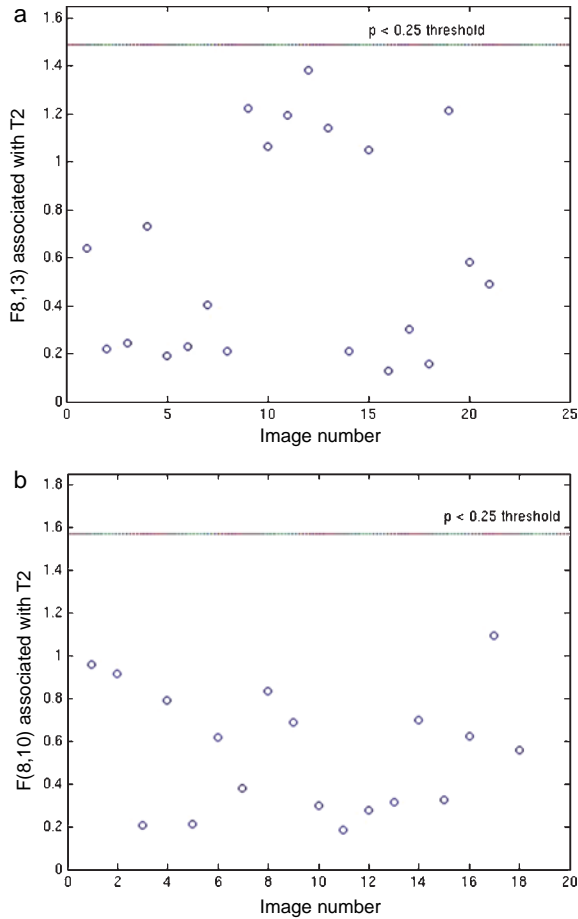 a
p < 0.25 threshold
F8,13) associated with T2
1.6
1.4
1.2
1
0.8
0.6
0.4
0.2
0
0 5 10 15 20 25
Image number
b
p < 0.25 threshold
F(8,10) associated with T2
1.8
1.6
1.4
1.2
1
0.8
0.6
0.4
0.2
0
0 2 4 6 8 10 12 14 16 18 20
Image number